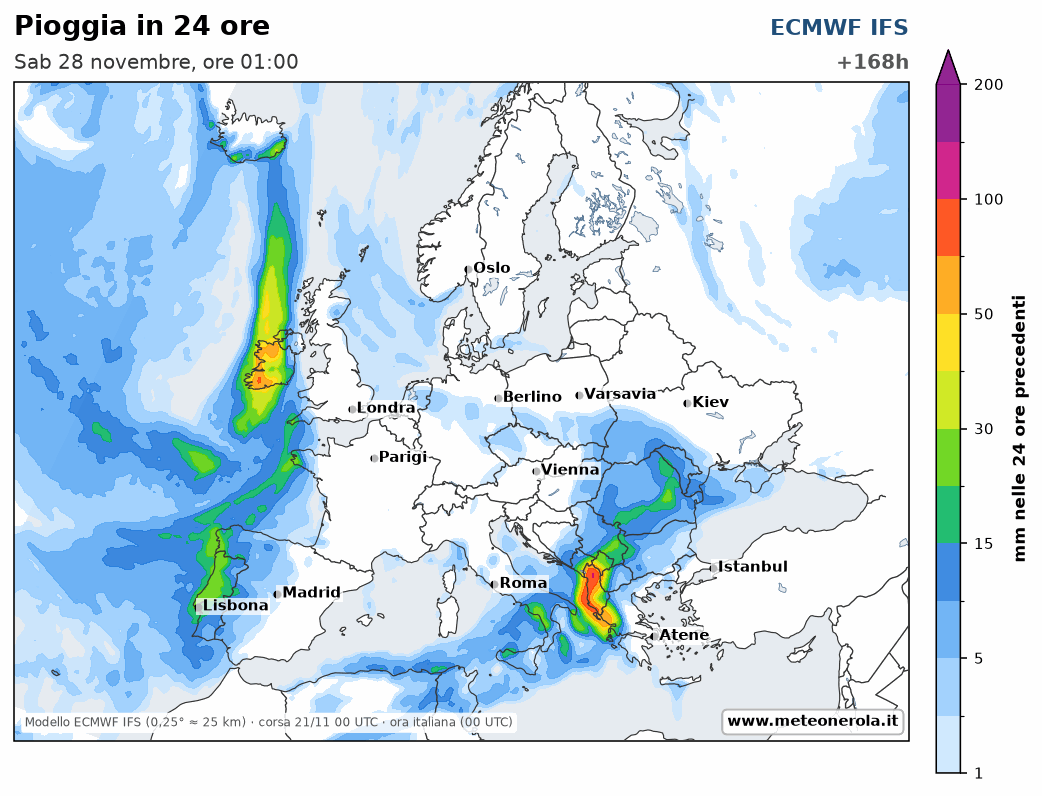 Pioggia in 24 ore
ECMWF IFS
Sab 28 novembre, ore 01:00
+168h
200
100
50
30
15
5
1
mm nelle 24 ore precedenti
Oslo
Berlino
Varsavia
Kiev
Londra
Parigi
Vienna
Istanbul
Roma
Madrid
Lisbona
Atene
Modello ECMWF IFS (0,25° ≈ 25 km) · corsa 21/11 00 UTC · ora italiana (00 UTC)
www.meteonerola.it